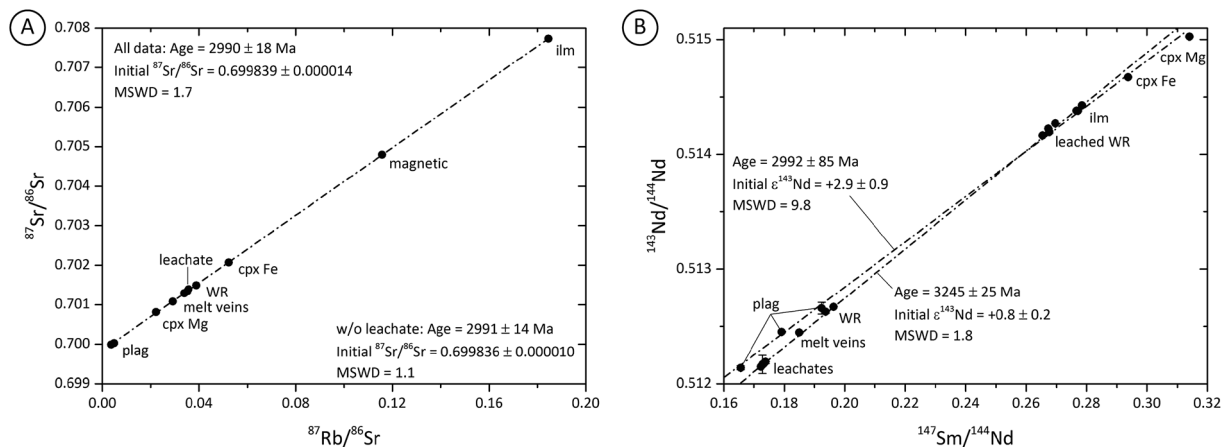 A
0.708
0.707
0.706
0.705
0.704
0.703
0.702
0.701
0.700
0.699
⁸⁷Sr/⁸⁶Sr
All data: Age = 2990 ± 18 Ma
Initial ⁸⁷Sr/⁸⁶Sr = 0.699839 ± 0.000014
MSWD = 1.7
ilm
magnetic
leachate
cpx Fe
WR
melt veins
cpx Mg
plag
w/o leachate: Age = 2991 ± 14 Ma
Initial ⁸⁷Sr/⁸⁶Sr = 0.699836 ± 0.000010
MSWD = 1.1
0.00 0.04 0.08 0.12 0.16 0.20
⁸⁷Rb/⁸⁶Sr
B
0.515
0.514
0.513
0.512
¹⁴³Nd/¹⁴⁴Nd
cpx Mg
cpx Fe
ilm
leached WR
Age = 2992 ± 85 Ma
Initial ε¹⁴³Nd = +2.9 ± 0.9
MSWD = 9.8
Age = 3245 ± 25 Ma
Initial ε¹⁴³Nd = +0.8 ± 0.2
MSWD = 1.8
plag
WR
melt veins
leachates
0.16 0.18 0.20 0.22 0.24 0.26 0.28 0.30 0.32
¹⁴⁷Sm/¹⁴⁴Nd